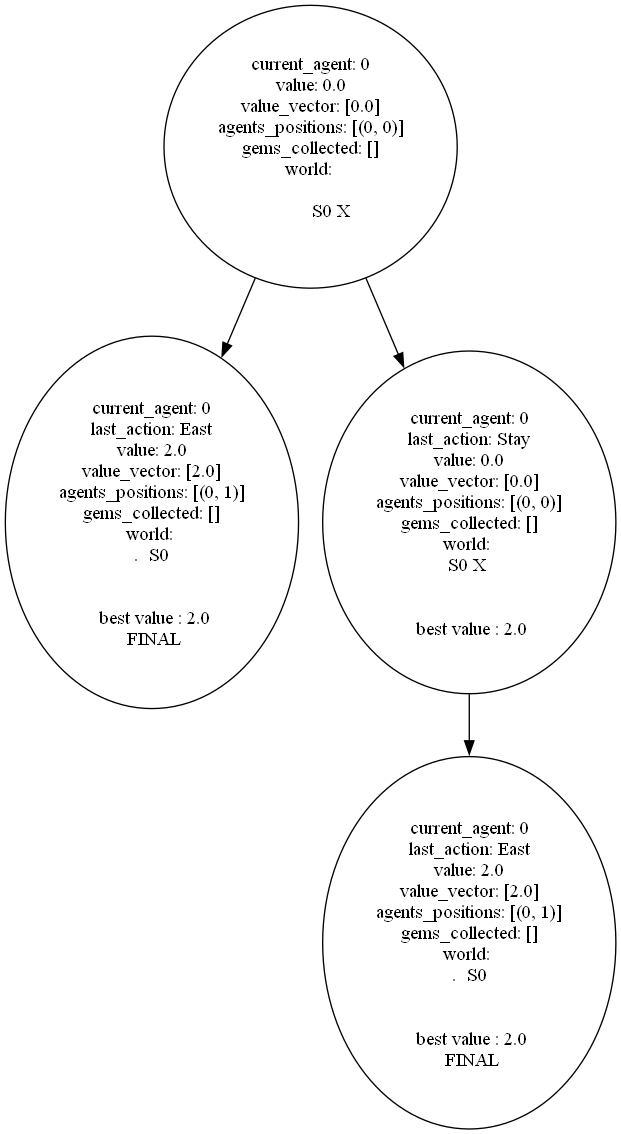 current_agent: 0
value: 0.0
value_vector: [0.0]
agents_positions: [(0, 0)]
gems_collected: []
world:
S0 X
current_agent: 0
last_action: East
value: 2.0
value_vector: [2.0]
agents_positions: [(0, 1)]
gems_collected: []
world:
. S0
best value : 2.0
FINAL
current_agent: 0
last_action: Stay
value: 0.0
value_vector: [0.0]
agents_positions: [(0, 0)]
gems_collected: []
world:
S0 X
best value : 2.0
current_agent: 0
last_action: East
value: 2.0
value_vector: [2.0]
agents_positions: [(0, 1)]
gems_collected: []
world:
. S0
best value : 2.0
FINAL